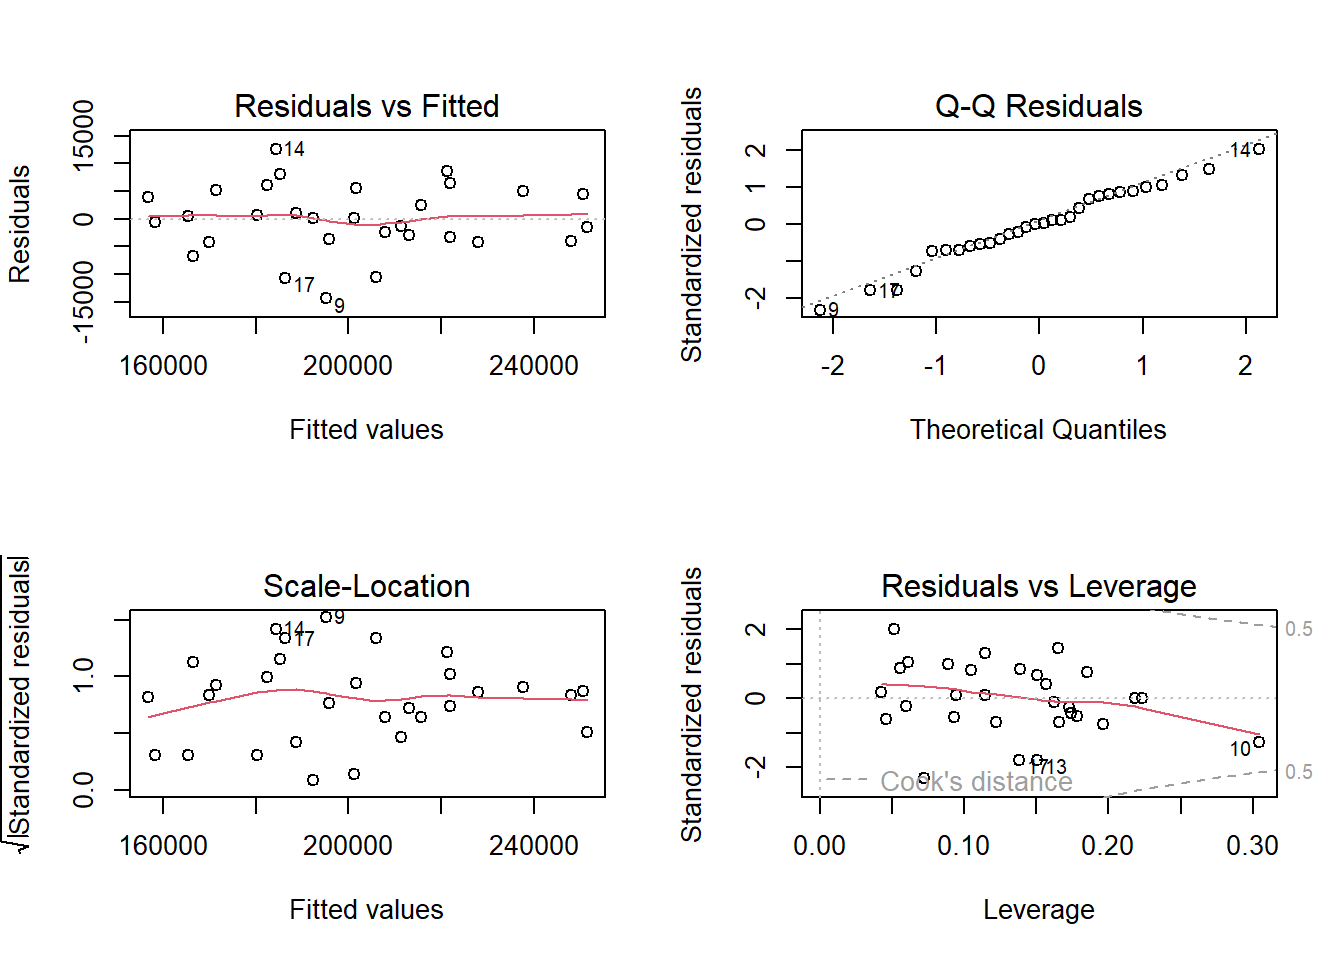 Residuals vs Fitted
Residuals
15000
0
-15000
14
17
9
160000 200000 240000
Fitted values
Q-Q Residuals
Standardized residuals
2
1
0
-2
14
17
9
-2 -1 0 1 2
Theoretical Quantiles
Scale-Location
√|Standardized residuals|
1.0
0.0
14
17
9
160000 200000 240000
Fitted values
Residuals vs Leverage
Standardized residuals
2
0
-2
0.5
0.5
10
17
13
Cook's distance
0.00 0.10 0.20 0.30
Leverage